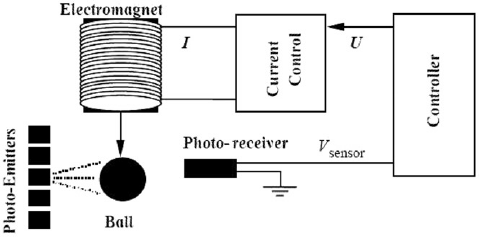 Electromagnet
I
Current
Control
U
Controller
Photo-Emitters
Photo-receiver
Vsensor
Ball